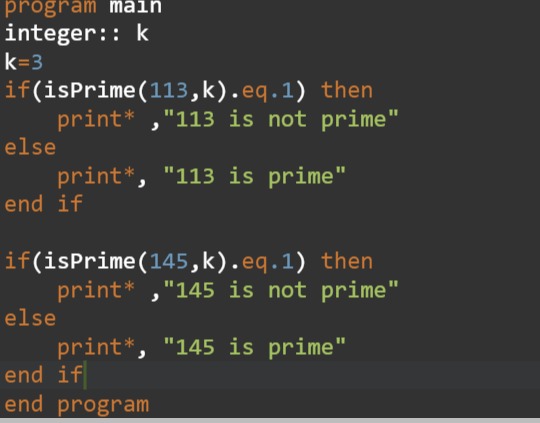 program main
integer:: k
k=3
if(isPrime(113,k).eq.1) then
    print* ,"113 is not prime"
else
    print*, "113 is prime"
end if

if(isPrime(145,k).eq.1) then
    print* ,"145 is not prime"
else
    print*, "145 is prime"
end if
end program